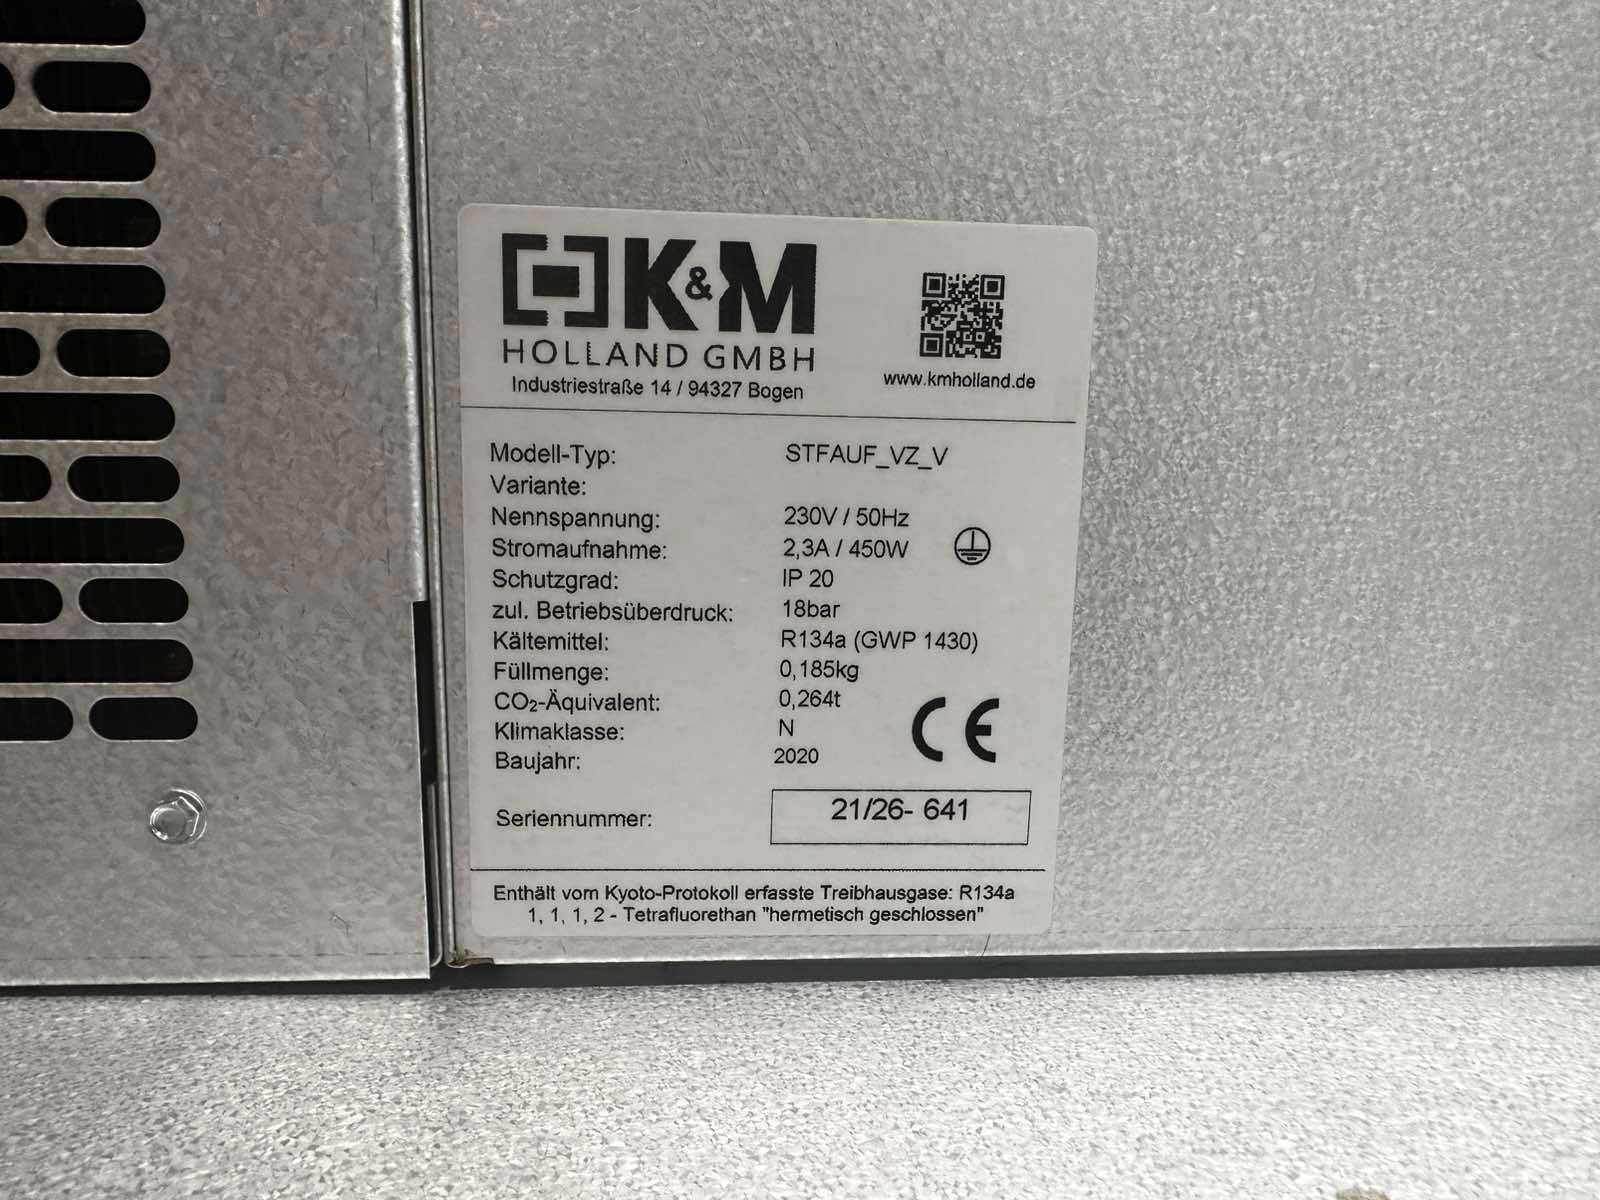 K&M
HOLLAND GMBH
Industriestraße 14 / 94327 Bogen
www.kmholland.de
Modell-Typ: STFAUF_VZ_V
Variante:
Nennspannung: 230V / 50Hz
Stromaufnahme: 2,3A / 450W
Schutzgrad: IP 20
zul. Betriebsüberdruck: 18bar
Kältemittel: R134a (GWP 1430)
Füllmenge: 0,185kg
CO₂-Äquivalent: 0,264t
Klimaklasse: N
CE
Baujahr: 2020
Seriennummer: 21/26- 641
Enthält vom Kyoto-Protokoll erfasste Treibhausgase: R134a
1, 1, 1, 2 - Tetrafluorethan "hermetisch geschlossen"